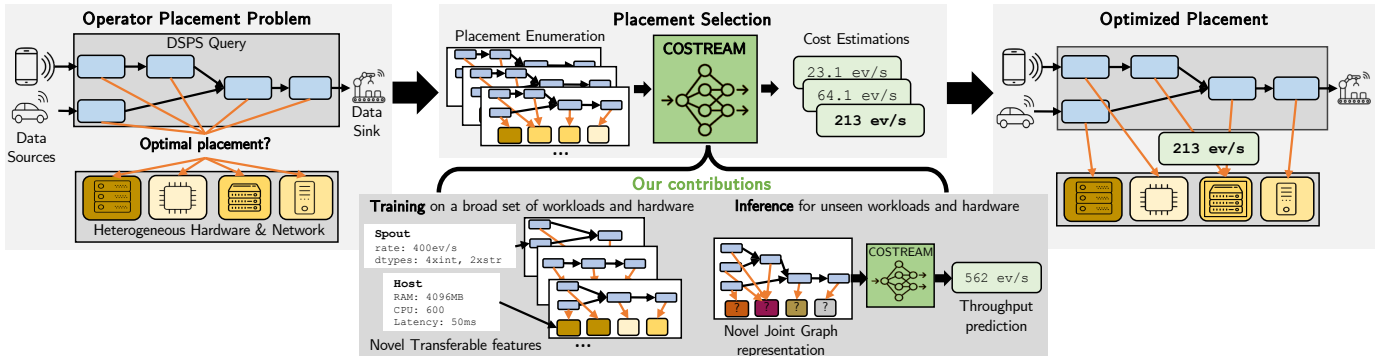 Operator Placement Problem
DSPS Query
Data
Sources
Data
Sink
Optimal placement?
Heterogeneous Hardware & Network
Placement Selection
Placement Enumeration
...
COSTREAM
Cost Estimations
23.1 ev/s
64.1 ev/s
213 ev/s
Optimized Placement
213 ev/s
Our contributions
Training on a broad set of workloads and hardware
Spout
rate: 400ev/s
dtypes: 4xint, 2xstr
Host
RAM: 4096MB
CPU: 600
Latency: 50ms
Novel Transferable features
...
Inference for unseen workloads and hardware
? ? ? ?
Novel Joint Graph
representation
COSTREAM
562 ev/s
Throughput
prediction